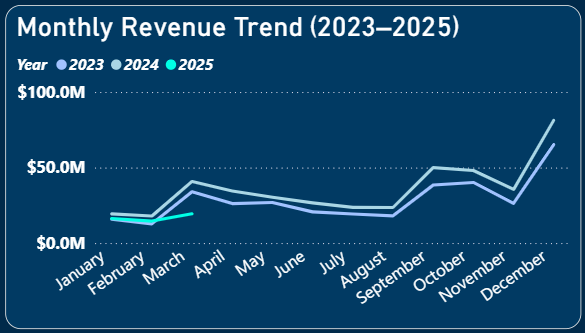 Monthly Revenue Trend (2023–2025)
Year 2023 2024 2025
$100.0M
$50.0M
$0.0M
January February March April May June July August September October November December